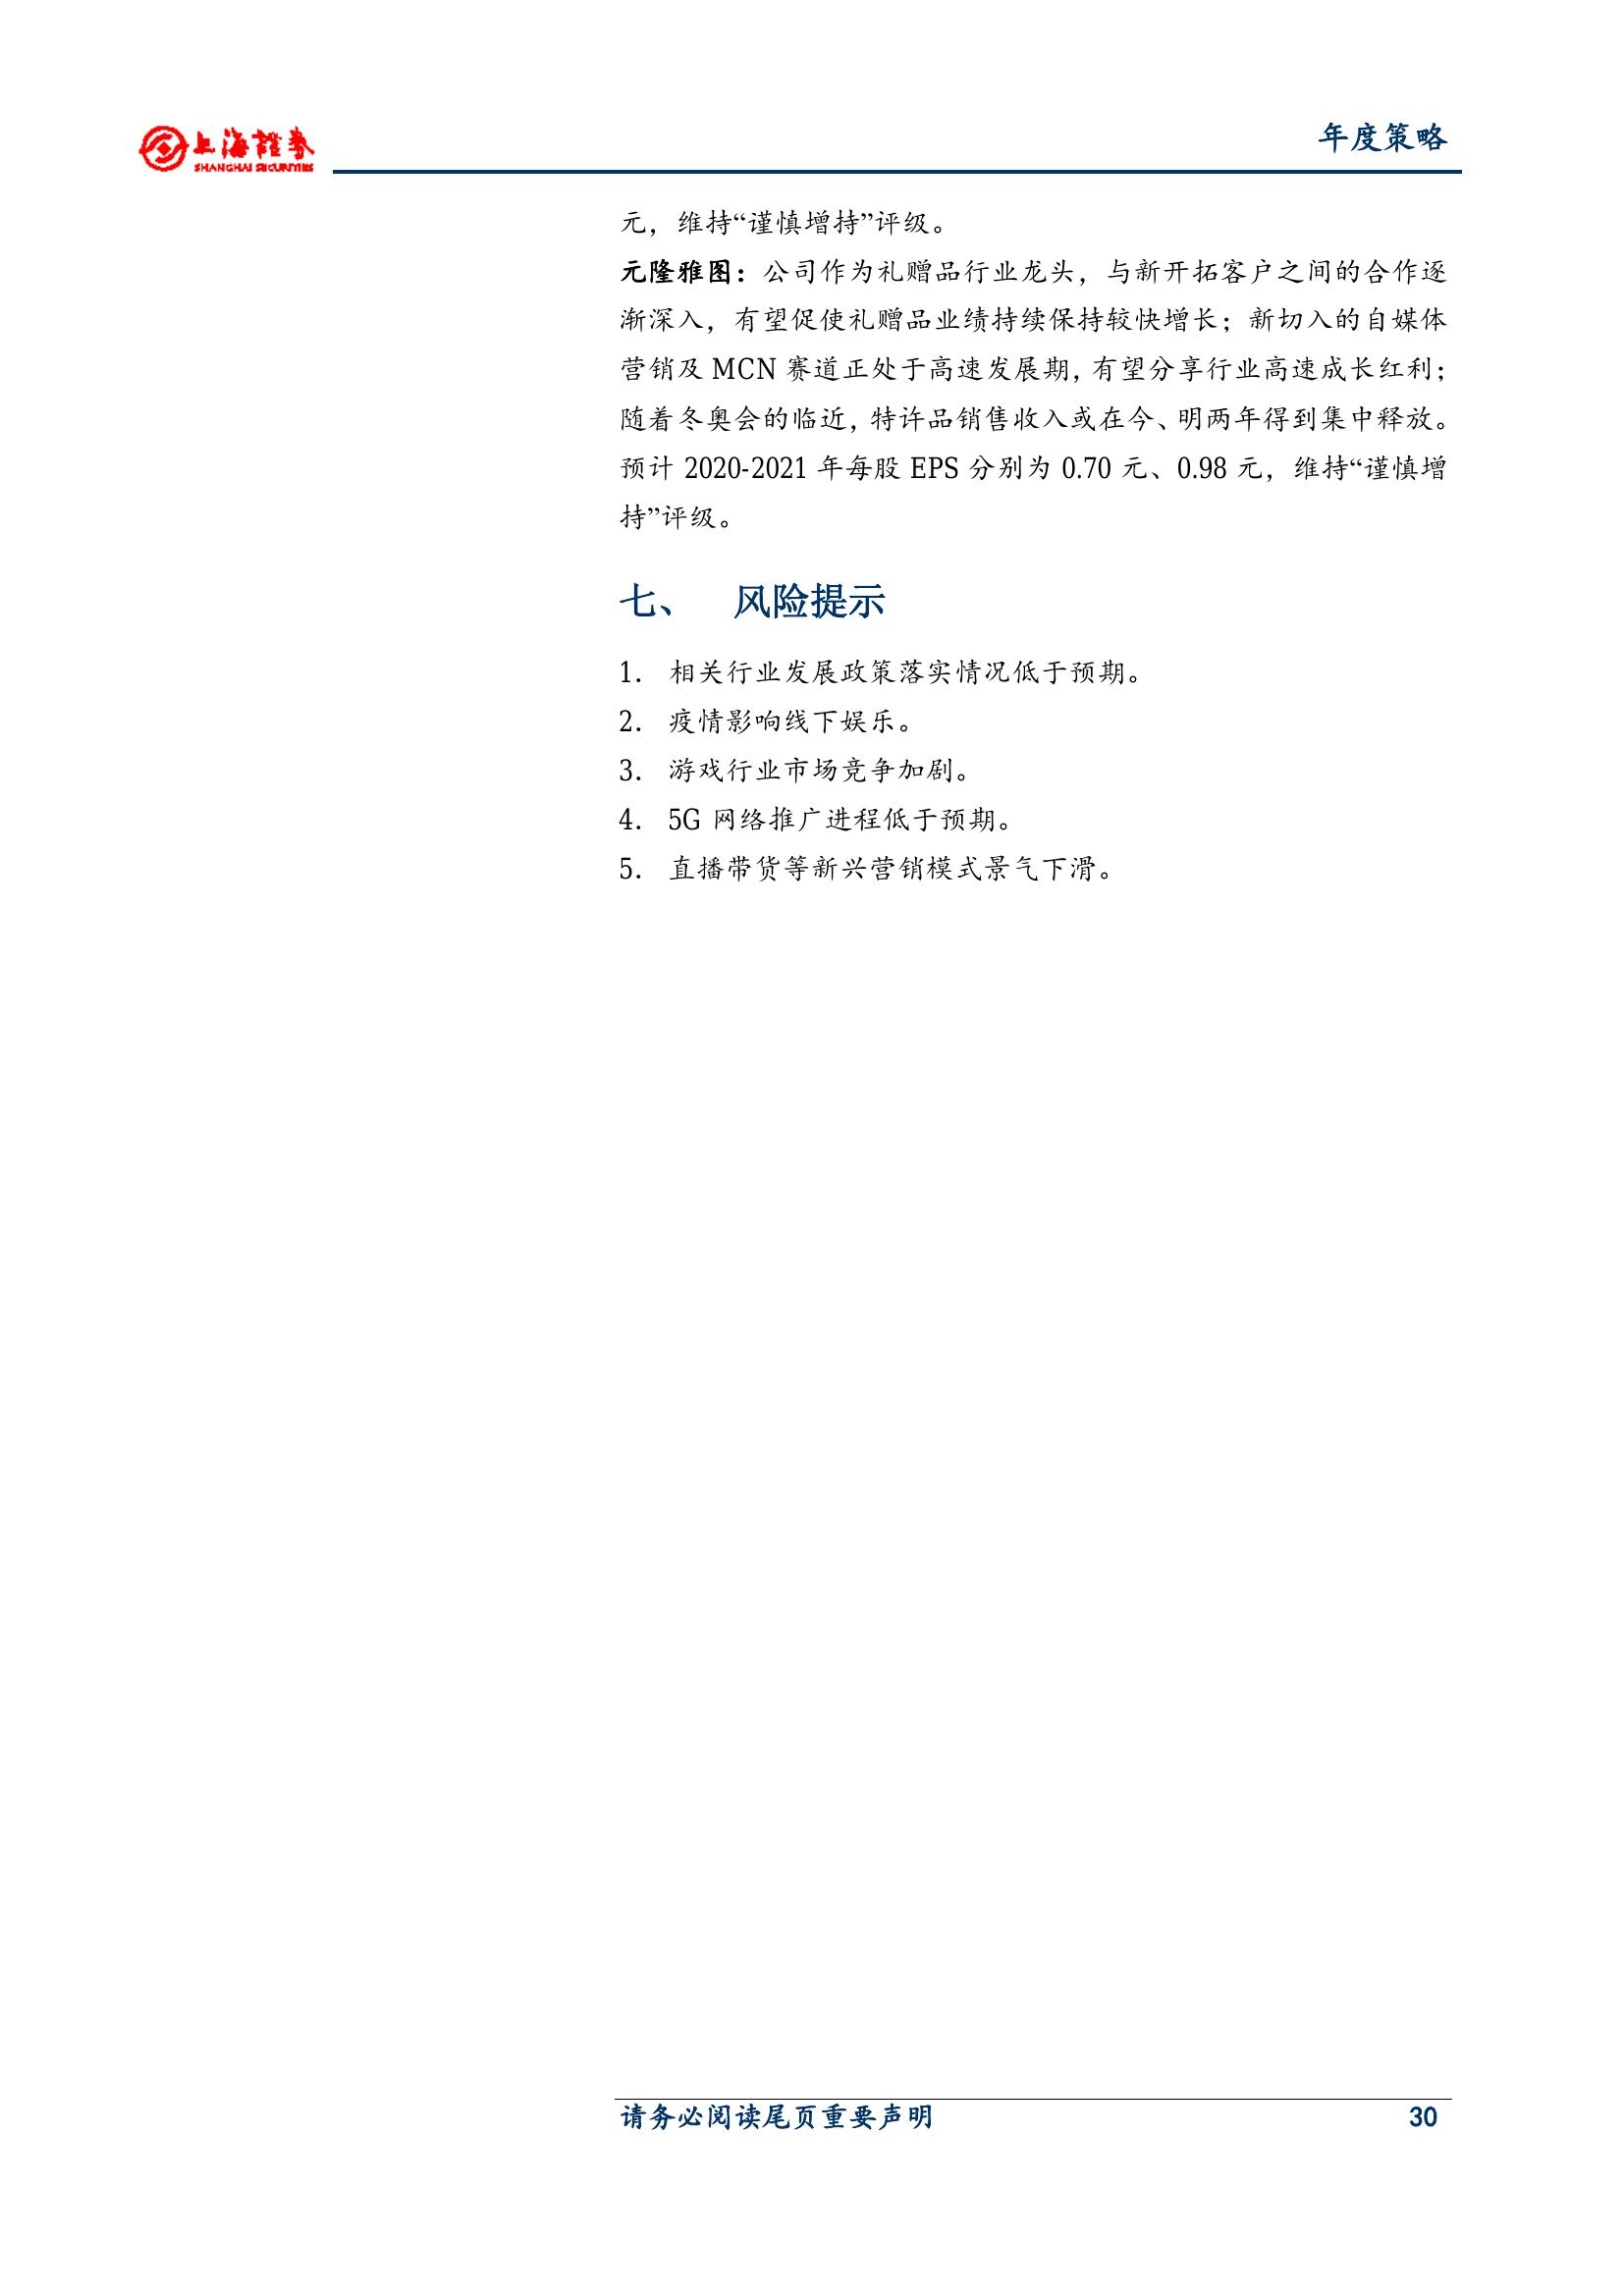 上海證券
SHANGHAI SECURITIES
年度策略
元，维持“谨慎增持”评级。
元隆雅图：公司作为礼赠品行业龙头，与新开拓客户之间的合作逐
渐深入，有望促使礼赠品业绩持续保持较快增长；新切入的自媒体
营销及 MCN 赛道正处于高速发展期，有望分享行业高速成长红利；
随着冬奥会的临近，特许品销售收入或在今、明两年得到集中释放。
预计 2020-2021 年每股 EPS 分别为 0.70 元、0.98 元，维持“谨慎增
持”评级。
七、 风险提示
1. 相关行业发展政策落实情况低于预期。
2. 疫情影响线下娱乐。
3. 游戏行业市场竞争加剧。
4. 5G 网络推广进程低于预期。
5. 直播带货等新兴营销模式景气下滑。
请务必阅读尾页重要声明 30